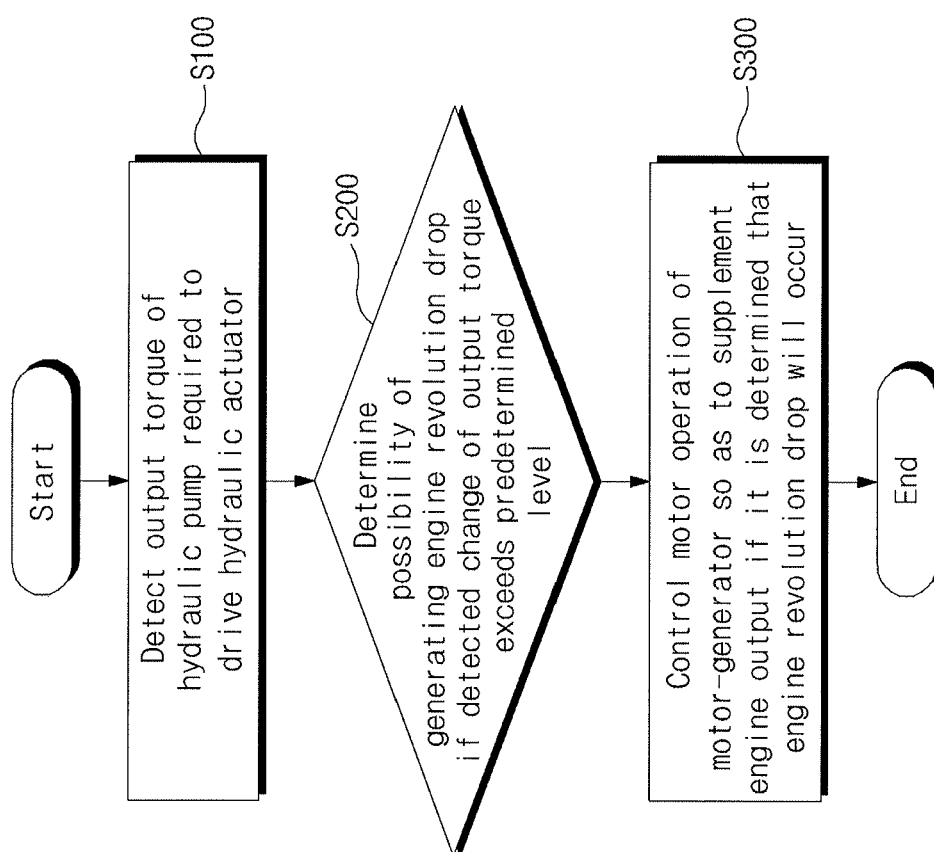 Start
S100
Detect output torque of
hydraulic pump required to
drive hydraulic actuator
S200
Determine
possibility of
generating engine revolution drop
if detected change of output torque
exceeds predetermined
level
S300
Control motor operation of
motor-generator so as to supplement
engine output if it is determined that
engine revolution drop will occur
End